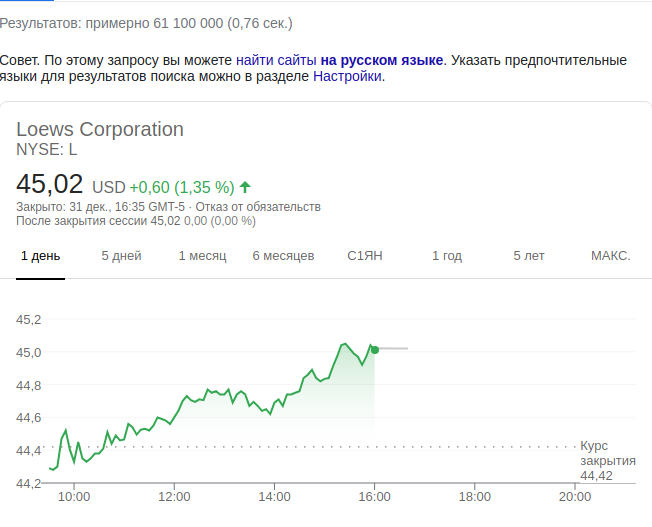 Результатов: примерно 61 100 000 (0,76 сек.)
Совет. По этому запросу вы можете найти сайты на русском языке. Указать предпочтительные
языки для результатов поиска можно в разделе Настройки.
Loews Corporation
NYSE: L
45,02 USD +0,60 (1,35 %)
Закрыто: 31 дек., 16:35 GMT-5 · Отказ от обязательств
После закрытия сессии 45,02 0,00 (0,00 %)
1 день 5 дней 1 месяц 6 месяцев С1ЯН 1 год 5 лет МАКС.
45,2
45,0
44,8
44,6
44,4
44,2
Курс
закрытия
44,42
10:00 12:00 14:00 16:00 18:00 20:00